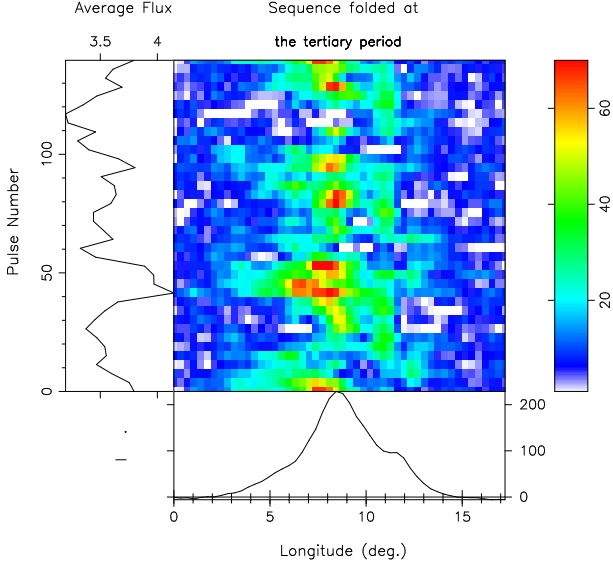 Average Flux
Sequence folded at
3.5 4
the tertiary period
Pulse Number
100
50
0
60
40
20
200
100
0
0 5 10 15
Longitude (deg.)